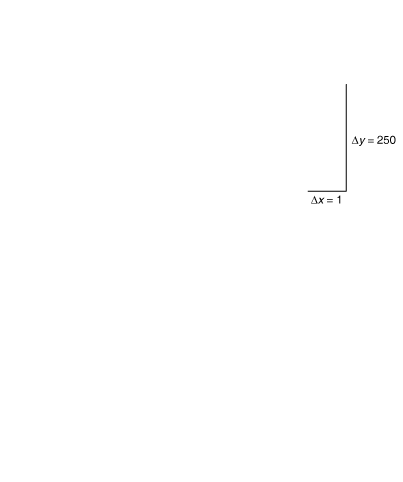 Δy = 250
Δx = 1